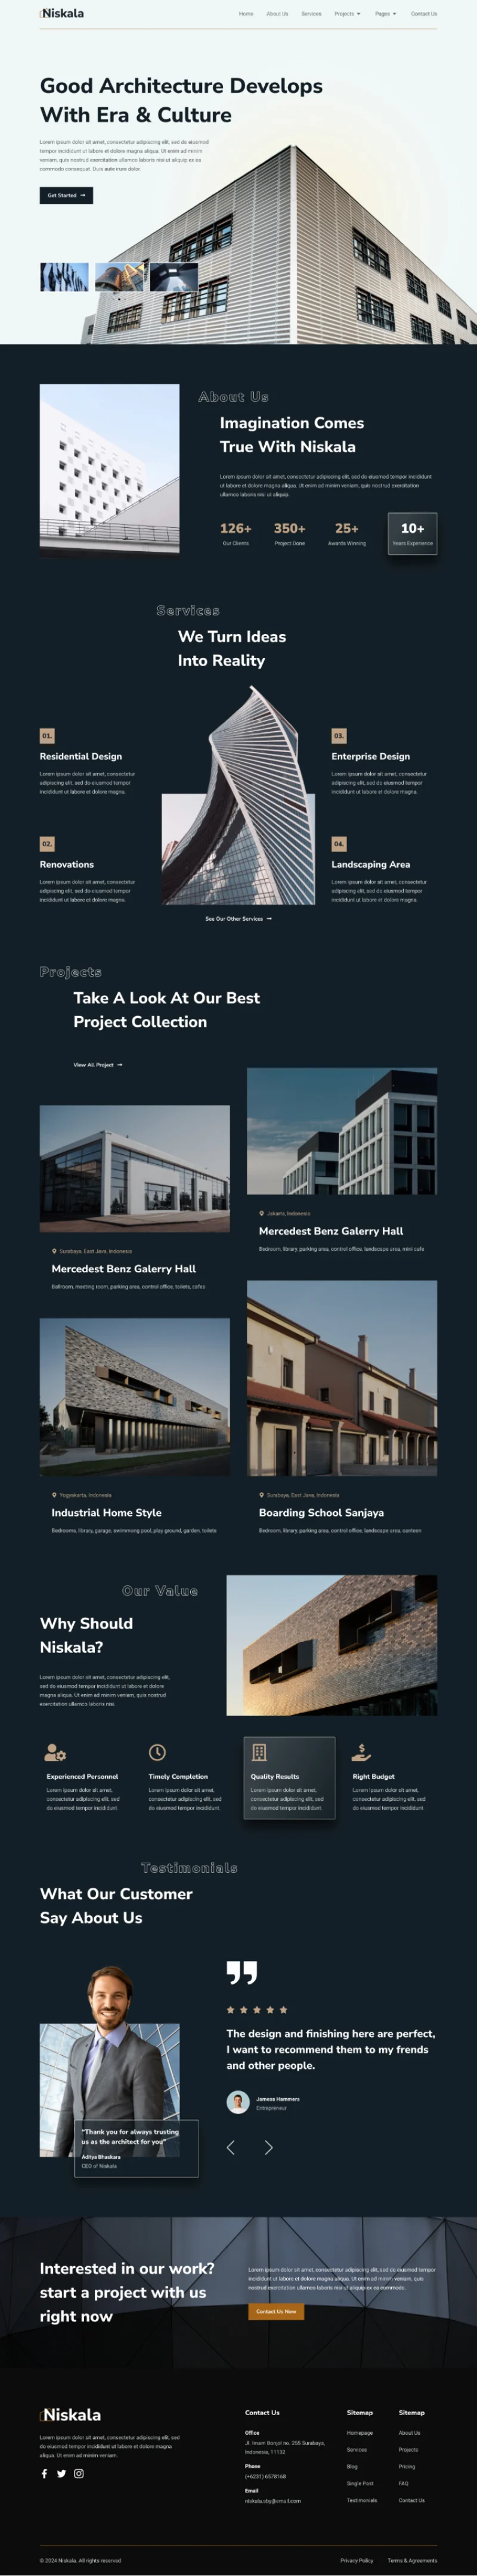 Niskala
Home About Us Services Projects Pages Contact Us
Good Architecture Develops
With Era & Culture
Lorem ipsum dolor sit amet, consectetur adipiscing elit, sed do eiusmod
tempor incididunt ut labore et dolore magna aliqua. Ut enim ad minim
veniam, quis nostrud exercitation ullamco laboris nisi ut aliquip ex ea
commodo consequat. Duis aute irure dolor.
Get Started
About Us
Imagination Comes
True With Niskala
Lorem ipsum dolor sit amet, consectetur adipiscing elit, sed do eiusmod tempor incididunt
ut labore et dolore magna aliqua. Ut enim ad minim veniam, quis nostrud exercitation
ullamco laboris nisi ut aliquip.
126+ 350+ 25+ 10+
Our Clients Project Done Awards Winning Years Experience
Services
We Turn Ideas
Into Reality
01.
Residential Design
Lorem ipsum dolor sit amet, consectetur
adipiscing elit, sed do eiusmod tempor
incididunt ut labore et dolore magna.
02.
Renovations
Lorem ipsum dolor sit amet, consectetur
adipiscing elit, sed do eiusmod tempor
incididunt ut labore et dolore magna.
03.
Enterprise Design
Lorem ipsum dolor sit amet, consectetur
adipiscing elit, sed do eiusmod tempor
incididunt ut labore et dolore magna.
04.
Landscaping Area
Lorem ipsum dolor sit amet, consectetur
adipiscing elit, sed do eiusmod tempor
incididunt ut labore et dolore magna.
See Our Other Services
Projects
Take A Look At Our Best
Project Collection
View All Project
Surabaya, East Java, Indonesia
Mercedest Benz Galerry Hall
Ballroom, meeting room, parking area, control office, toilets, cafes
Jakarta, Indonesia
Mercedest Benz Galerry Hall
Bedroom, library, parking area, control office, landscape area, mini cafe
Yogyakarta, Indonesia
Industrial Home Style
Bedrooms, library, garage, swimming pool, play ground, garden, toilets
Surabaya, East Java, Indonesia
Boarding School Sanjaya
Bedroom, library, parking area, control office, landscape area, canteen
Our Value
Why Should
Niskala?
Lorem ipsum dolor sit amet, consectetur adipiscing elit,
sed do eiusmod tempor incididunt ut labore et dolore
magna aliqua. Ut enim ad minim veniam, quis nostrud
exercitation ullamco laboris nisi.
Experienced Personnel
Lorem ipsum dolor sit amet,
consectetur adipiscing elit, sed
do eiusmod tempor incididunt.
Timely Completion
Lorem ipsum dolor sit amet,
consectetur adipiscing elit, sed
do eiusmod tempor incididunt.
Quality Results
Lorem ipsum dolor sit amet,
consectetur adipiscing elit, sed
do eiusmod tempor incididunt.
Right Budget
Lorem ipsum dolor sit amet,
consectetur adipiscing elit, sed
do eiusmod tempor incididunt.
Testimonials
What Our Customer
Say About Us
"Thank you for always trusting
us as the architect for you"
Aditya Bhaskara
CEO of Niskala
The design and finishing here are perfect,
I want to recommend them to my frends
and other people.
Jamess Hammers
Entrepreneur
Interested in our work?
start a project with us
right now
Lorem ipsum dolor sit amet, consectetur adipiscing elit, sed do eiusmod tempor
incididunt ut labore et dolore magna aliqua. Ut enim ad minim veniam, quis
nostrud exercitation ullamco laboris nisi ut aliquip ex ea commodo.
Contact Us Now
Niskala
Lorem ipsum dolor sit amet, consectetur adipiscing elit, sed
do eiusmod tempor incididunt ut labore et dolore magna
aliqua. Ut enim ad minim veniam.
Contact Us
Office
Jl. Imam Bonjol no. 255 Surabaya,
Indonesia, 11132
Phone
(+6231) 6578168
Email
niskala.sby@email.com
Sitemap
Homepage
Services
Blog
Single Post
Testimonials
Sitemap
About Us
Projects
Pricing
FAQ
Contact Us
© 2024 Niskala. All rights reserved
Privacy Policy Terms & Agreements